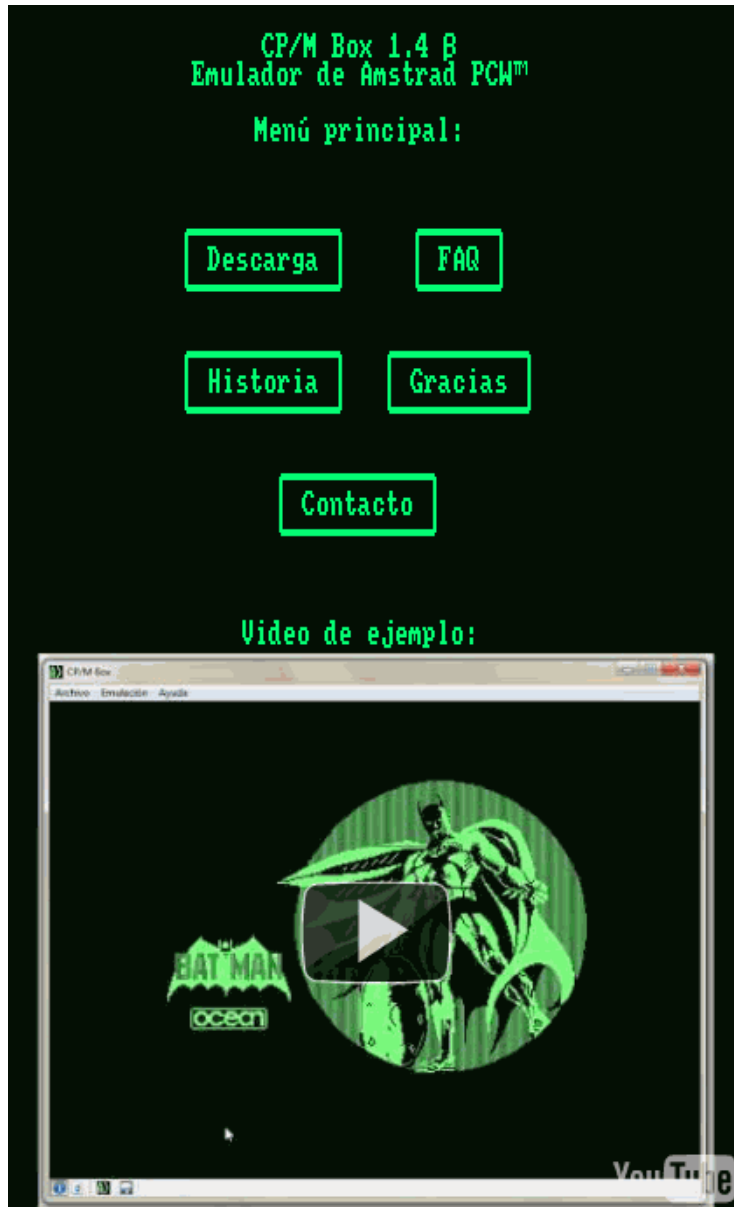 CP/M Box 1.4 β
Emulador de Amstrad PCW™
Menú principal:
Descarga
FAQ
Historia
Gracias
Contacto
Video de ejemplo:
CP/M Box
Archivo Emulación Ayuda
BATMAN
ocean
YouTube